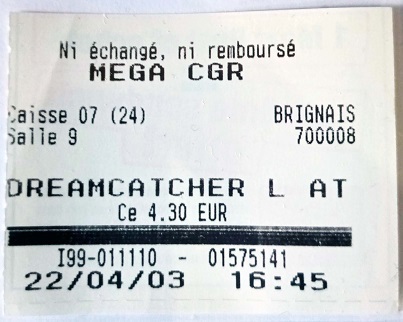 Ni échangé, ni remboursé
MEGA CGR
Caisse 07 (24) BRIGNAIS
Salle 9 700008
DREAMCATCHER L AT
Ce 4.30 EUR
I99-011110 - 01575141
22/04/03 16:45